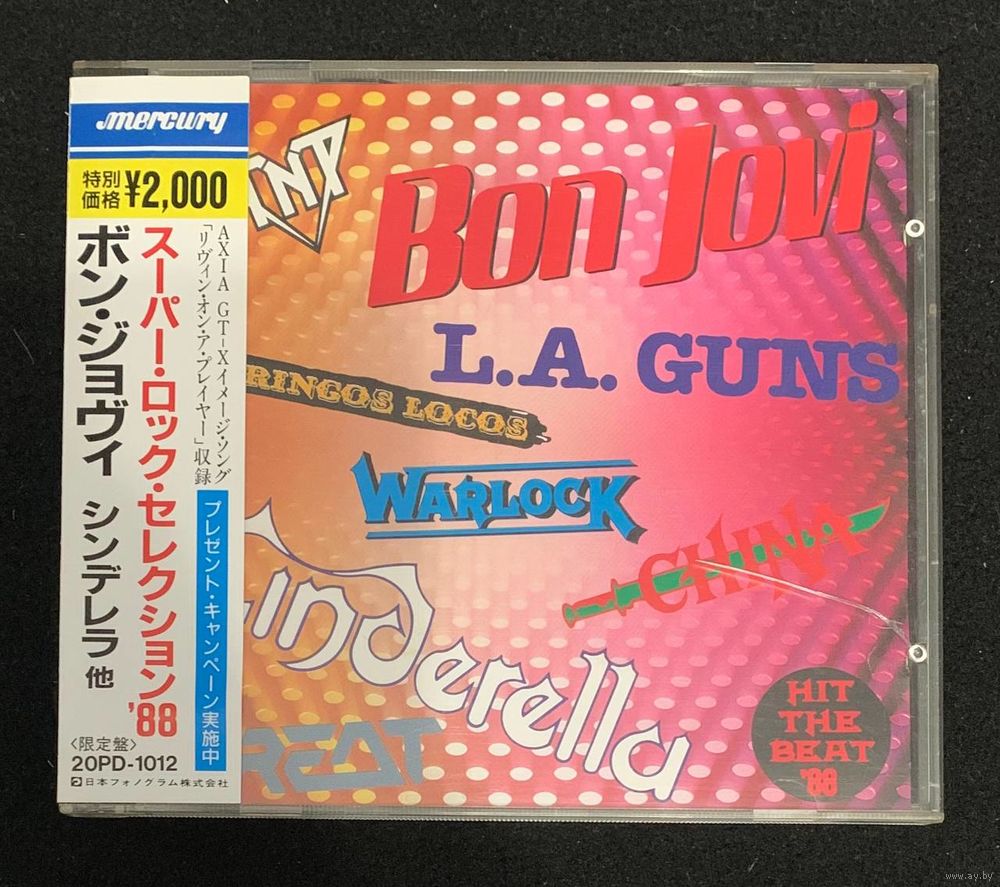 mercury
特別
価格 ¥2,000
AXIA GT-Xイメージ・ソング
「リヴィン・オン・ア・プレイヤー」収録
プレゼント・キャンペーン実施中
スーパー・ロック・セレクション'88
ボン・ジョヴィ シンデレラ 他
〈限定盤〉
20PD-1012
日本フォノグラム株式会社
BON JOVI
L.A. GUNS
RINGOS LOCOS
WARLOCK
CHINA
Cinderella
REAT
HIT
THE
BEAT
'88
www.ay.by